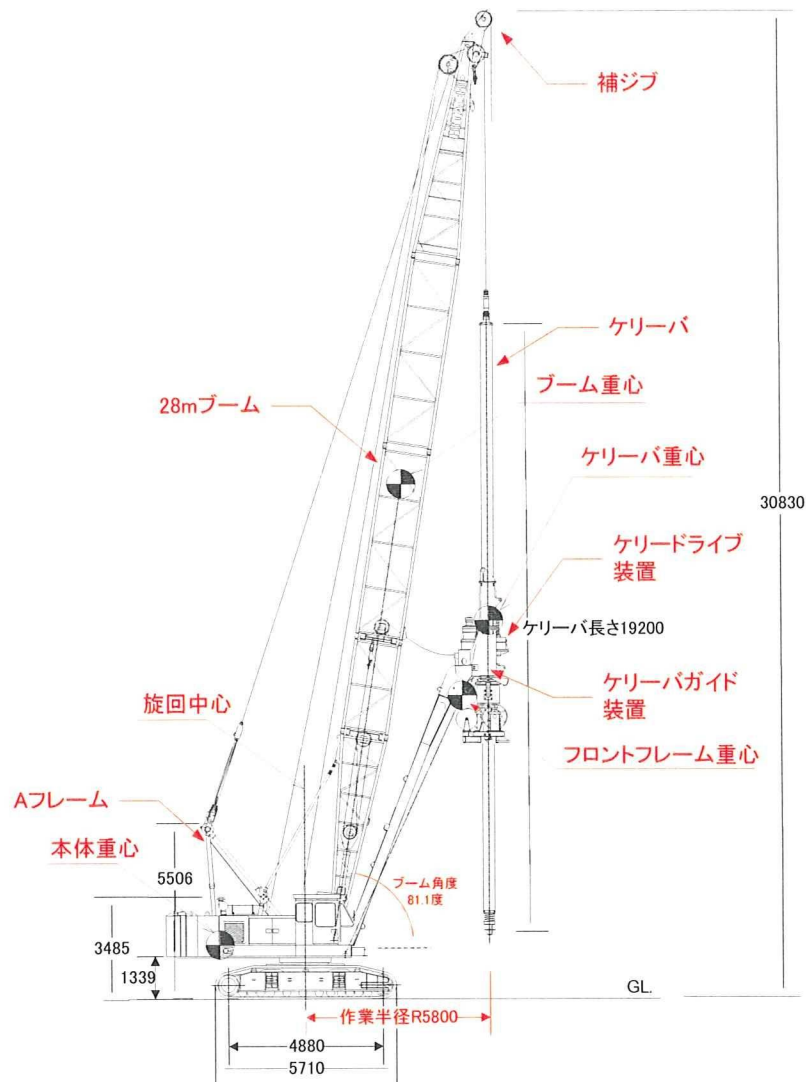 補ジブ
ケリーバ
ブーム重心
28mブーム
ケリーバ重心
30830
ケリードライブ
装置
ケリーバ長さ19200
ケリーバガイド
装置
旋回中心
フロントフレーム重心
Aフレーム
本体重心
5506
ブーム角度
81.1度
3485
1339
GL.
作業半径R5800
4880
5710